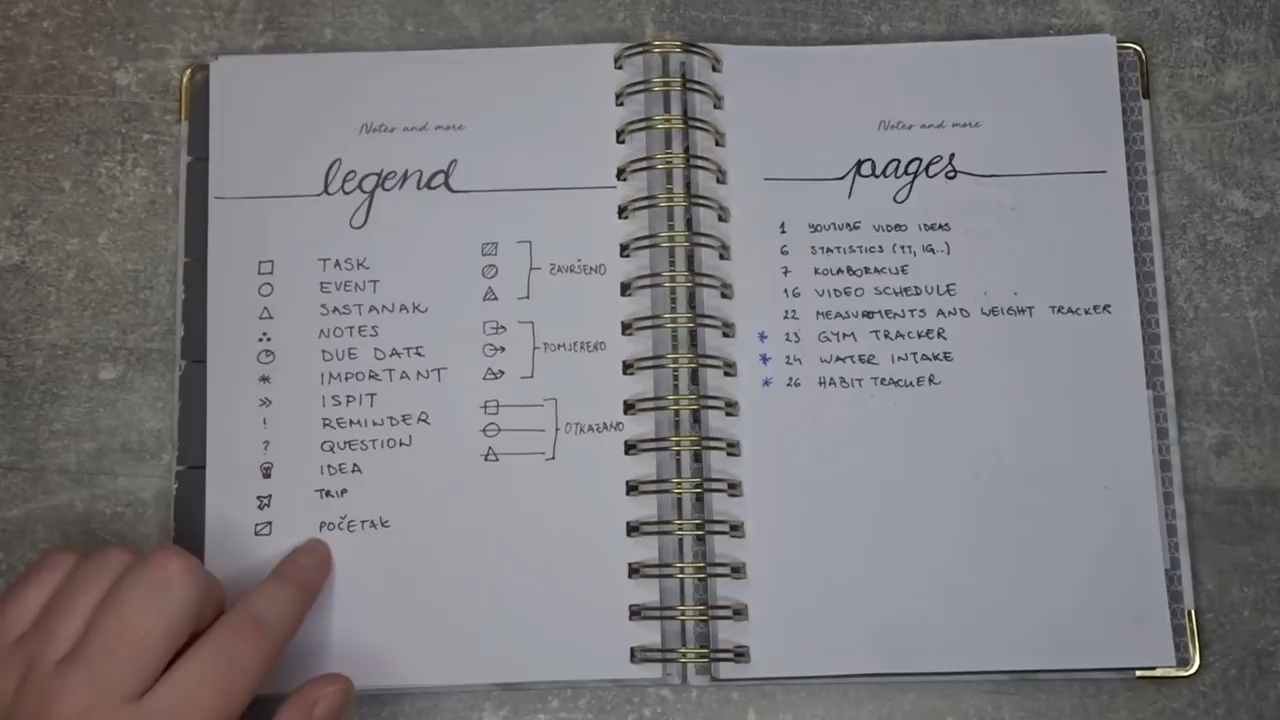 Notes and more
legend
TASK
EVENT
SASTANAK
NOTES
DUE DATE
* IMPORTANT
» ISPIT
! REMINDER
? QUESTION
IDEA
TRIP
POČETAK
ZAVRŠENO
POMJERENO
OTKAZANO
Notes and more
pages
1 YOUTUBE VIDEO IDEAS
6 STATISTICS (YT, IG..)
7 KOLABORACIJE
16 VIDEO SCHEDULE
22 MEASURMENTS AND WEIGHT TRACKER
* 23 GYM TRACKER
* 24 WATER INTAKE
* 26 HABIT TRACKER